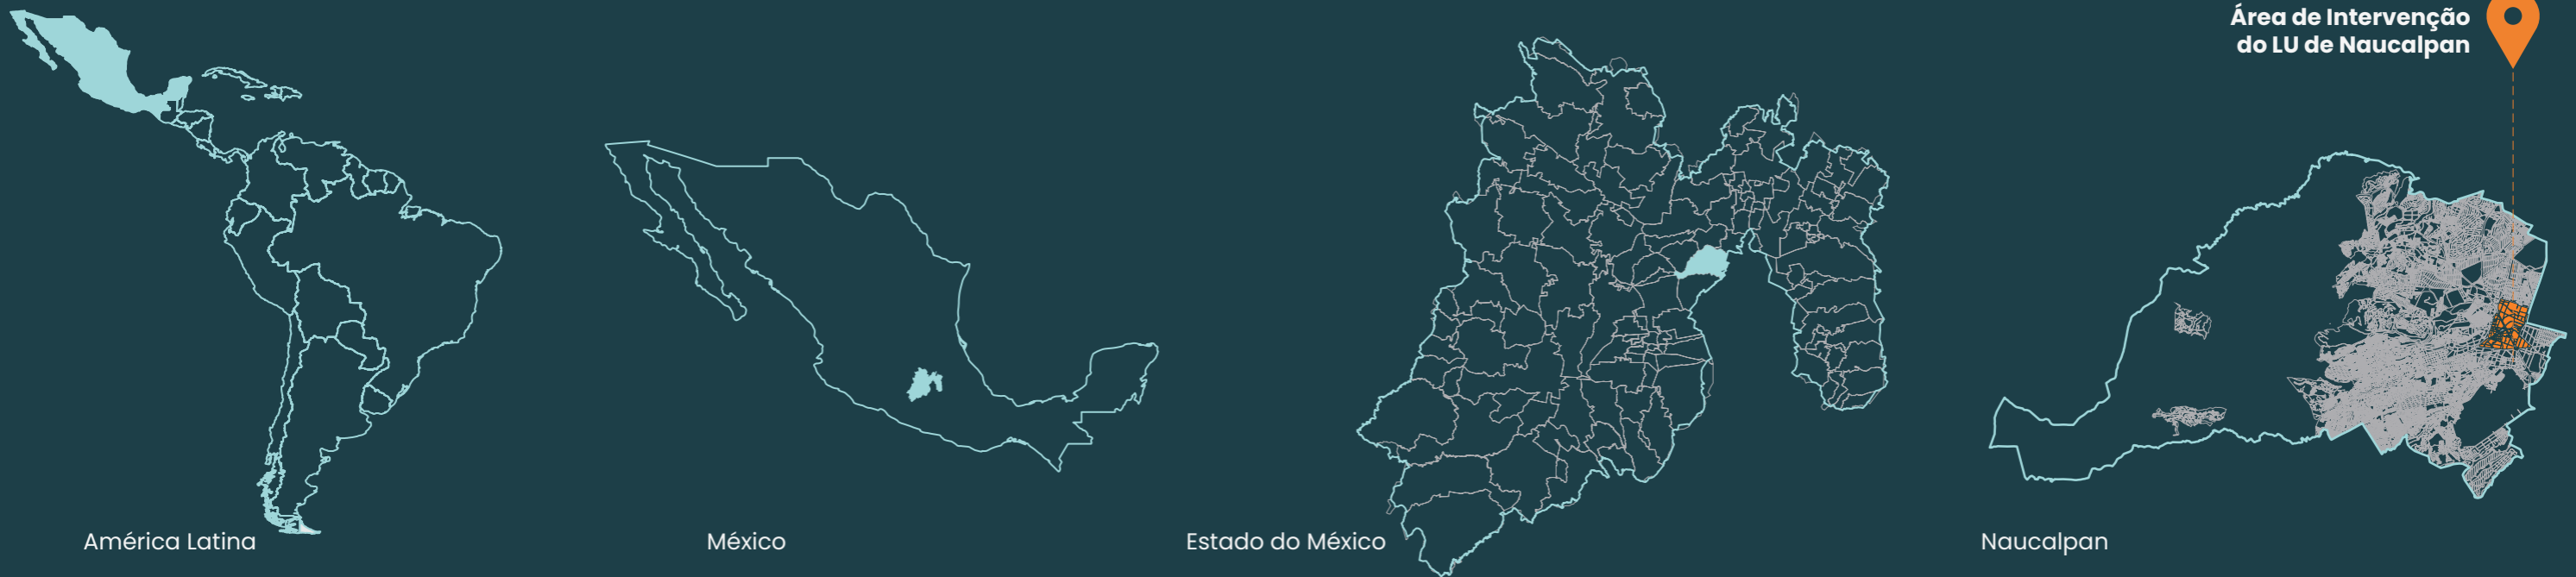 Área de Intervenção
do LU de Naucalpan
América Latina
México
Estado do México
Naucalpan